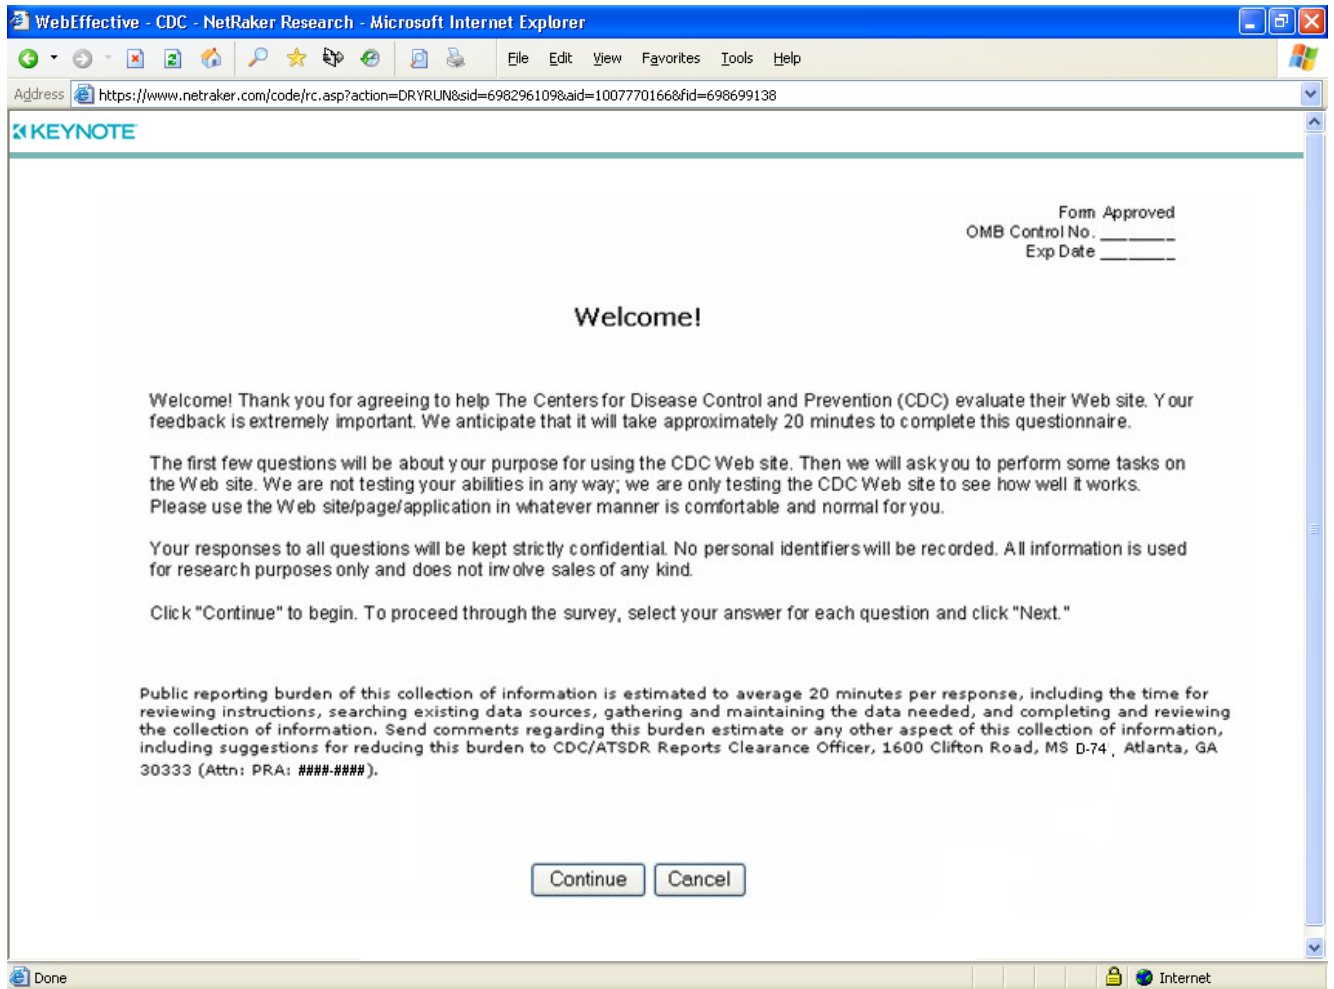 WebEffective - CDC - NetRaker Research - Microsoft Internet Explorer
File Edit View Favorites Tools Help
Address https://www.netraker.com/code/rc.asp?action=DRYRUN&sid=698296109&aid=1007770166&fid=698699138
KEYNOTE
Form Approved
OMB Control No. ________
Exp Date ________
Welcome!
Welcome! Thank you for agreeing to help The Centers for Disease Control and Prevention (CDC) evaluate their Web site. Your
feedback is extremely important. We anticipate that it will take approximately 20 minutes to complete this questionnaire.
The first few questions will be about your purpose for using the CDC Web site. Then we will ask you to perform some tasks on
the Web site. We are not testing your abilities in any way; we are only testing the CDC Web site to see how well it works.
Please use the Web site/page/application in whatever manner is comfortable and normal for you.
Your responses to all questions will be kept strictly confidential. No personal identifiers will be recorded. All information is used
for research purposes only and does not involve sales of any kind.
Click "Continue" to begin. To proceed through the survey, select your answer for each question and click "Next."
Public reporting burden of this collection of information is estimated to average 20 minutes per response, including the time for
reviewing instructions, searching existing data sources, gathering and maintaining the data needed, and completing and reviewing
the collection of information. Send comments regarding this burden estimate or any other aspect of this collection of information,
including suggestions for reducing this burden to CDC/ATSDR Reports Clearance Officer, 1600 Clifton Road, MS D-74, Atlanta, GA
30333 (Attn: PRA: ####-####).
Continue Cancel
Done Internet